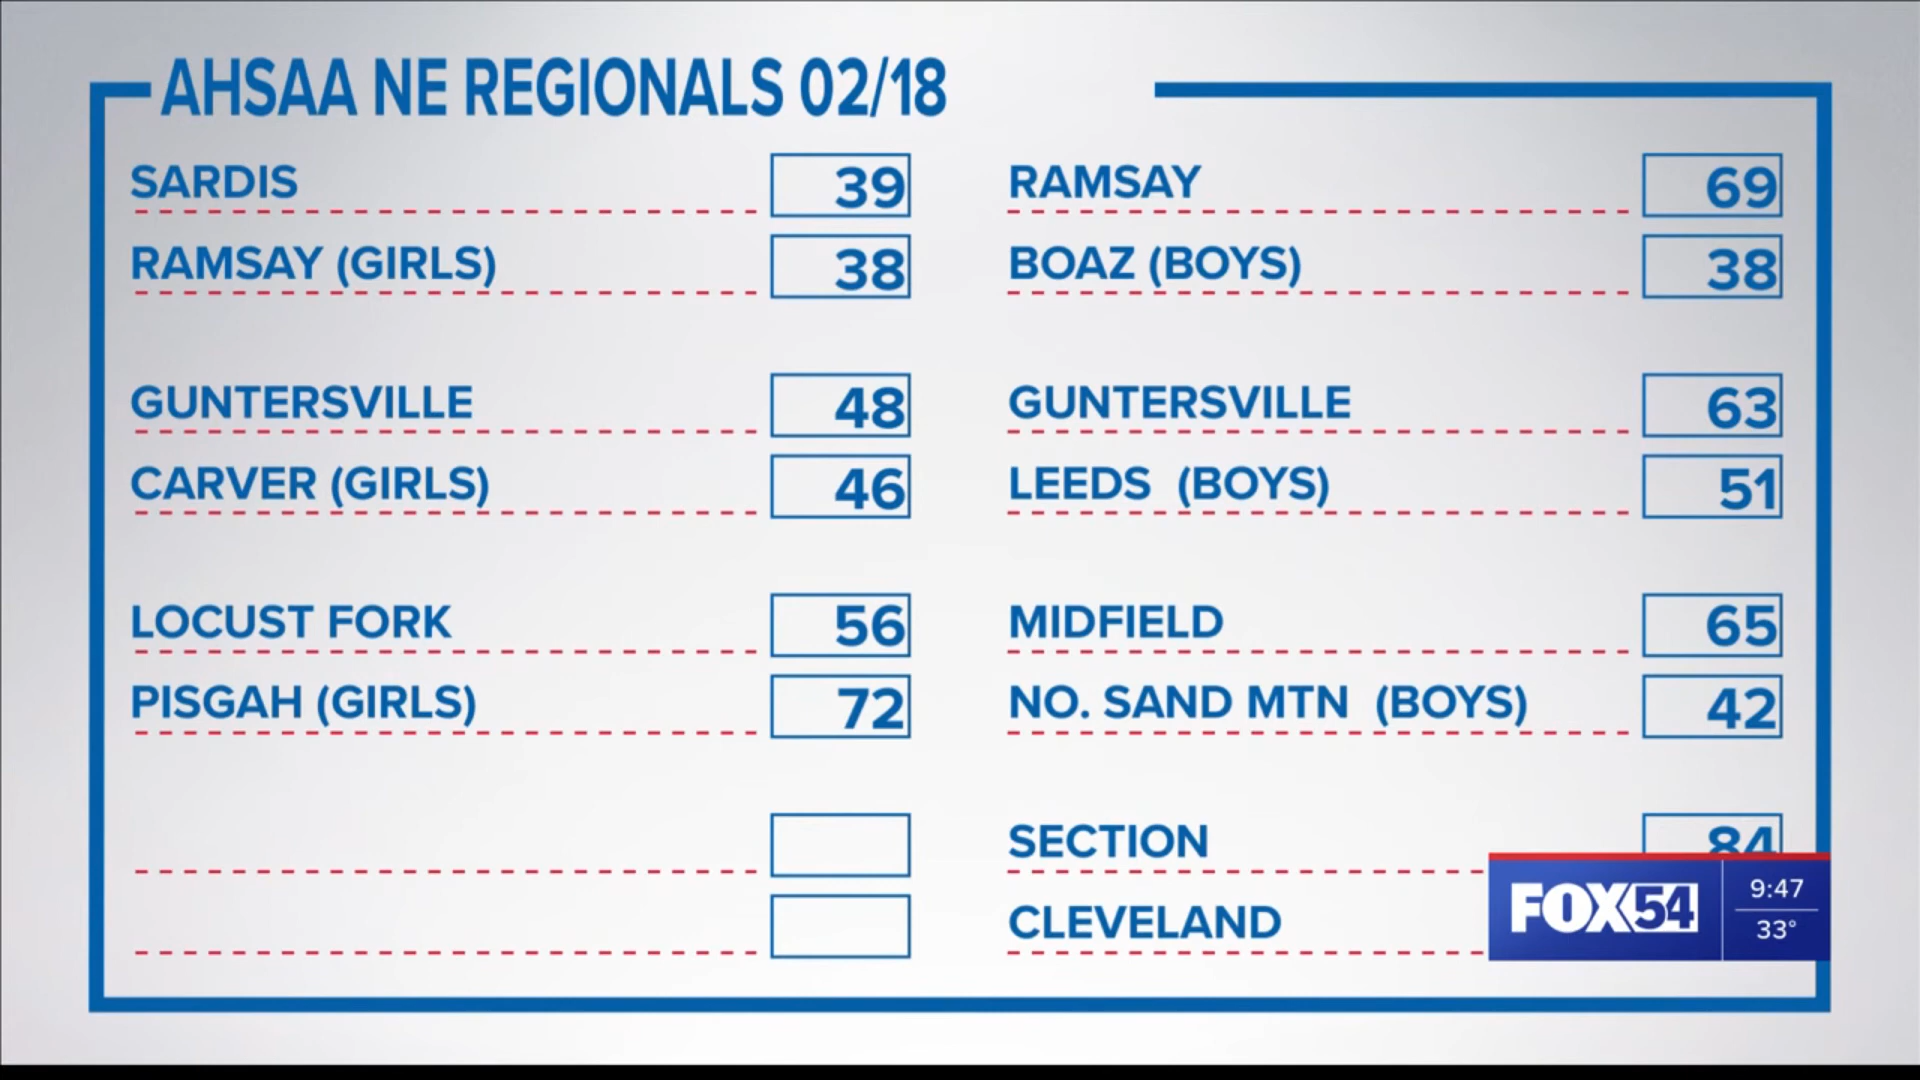 AHSAA NE REGIONALS 02/18
SARDIS 39
RAMSAY (GIRLS) 38
GUNTERSVILLE 48
CARVER (GIRLS) 46
LOCUST FORK 56
PISGAH (GIRLS) 72
RAMSAY 69
BOAZ (BOYS) 38
GUNTERSVILLE 63
LEEDS (BOYS) 51
MIDFIELD 65
NO. SAND MTN (BOYS) 42
SECTION 84
CLEVELAND
FOX54
9:47
33°